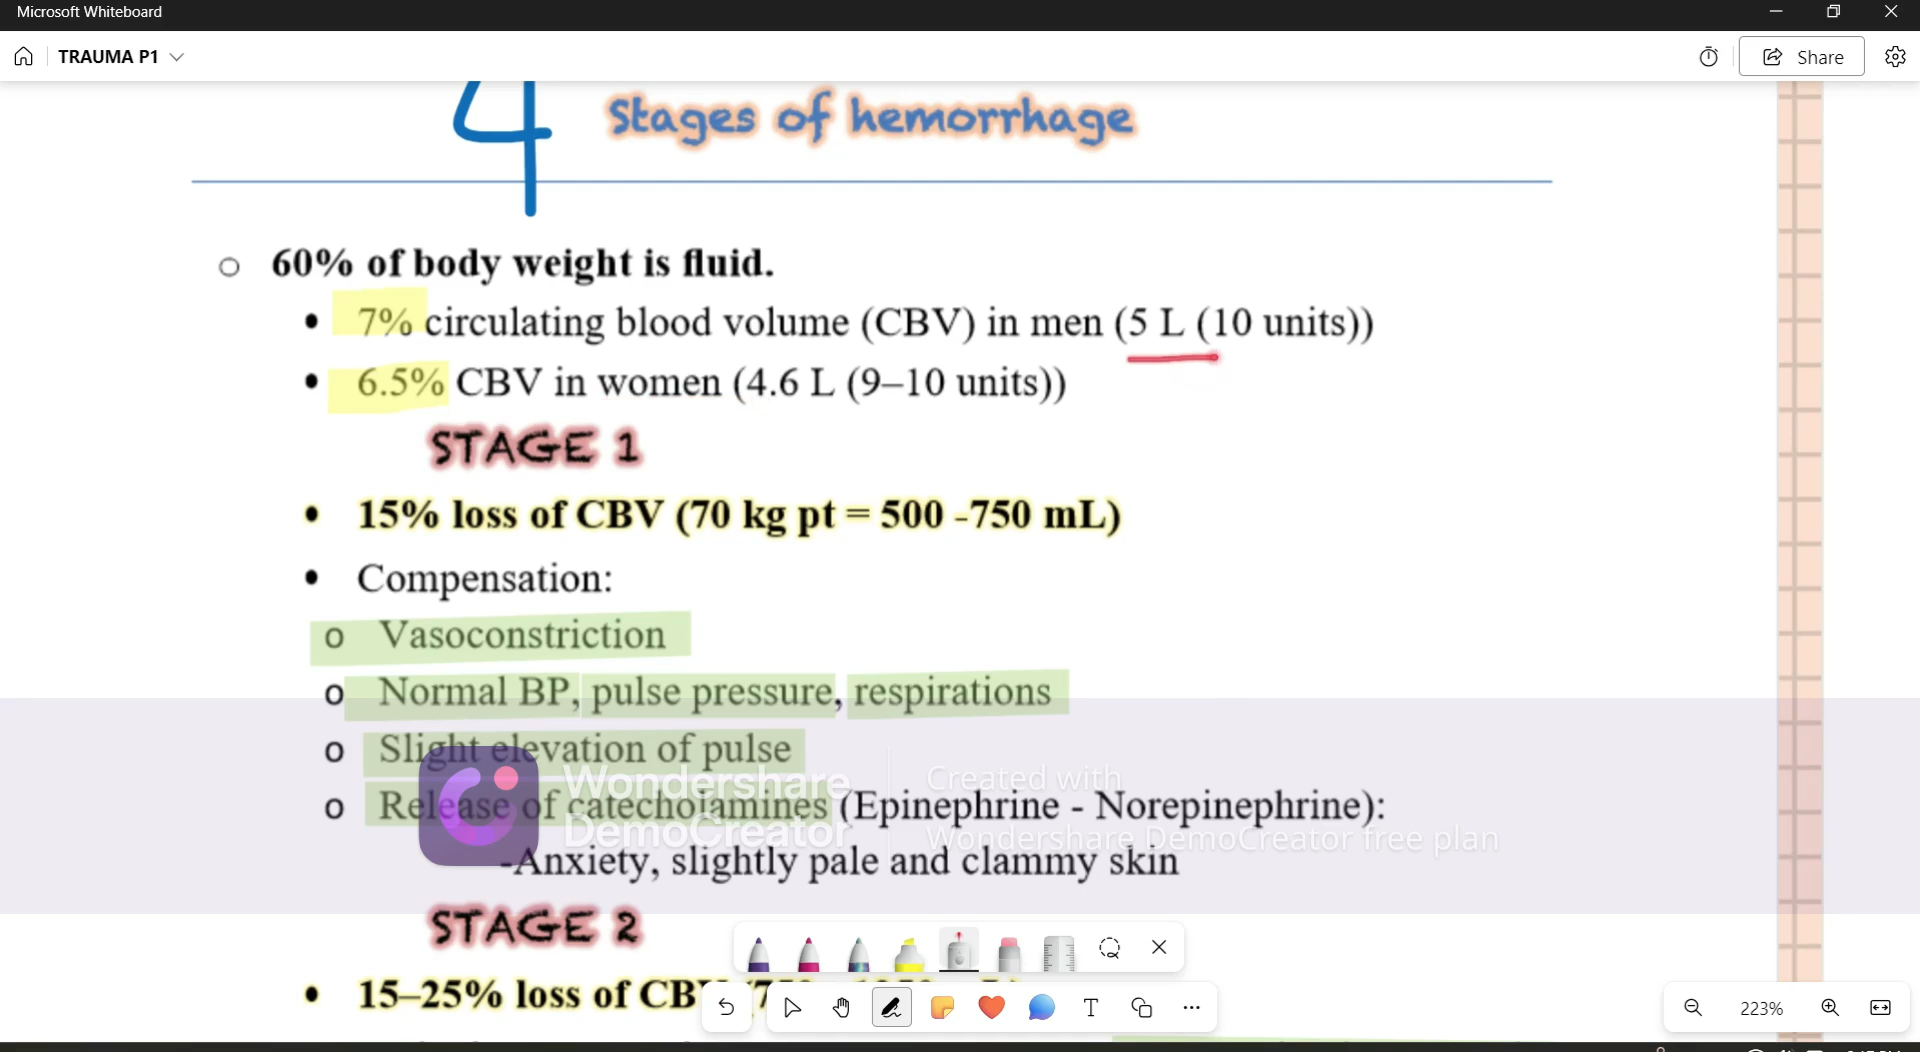 Microsoft Whiteboard
TRAUMA P1
Share
4 Stages of hemorrhage
o 60% of body weight is fluid.
• 7% circulating blood volume (CBV) in men (5 L (10 units))
• 6.5% CBV in women (4.6 L (9–10 units))
STAGE 1
• 15% loss of CBV (70 kg pt = 500 -750 mL)
• Compensation:
o Vasoconstriction
o Normal BP, pulse pressure, respirations
o Slight elevation of pulse
o Release of catecholamines (Epinephrine - Norepinephrine):
-Anxiety, slightly pale and clammy skin
Wondershare DemoCreator
Created with
Wondershare DemoCreator free plan
STAGE 2
• 15–25% loss of CBV
T
223%